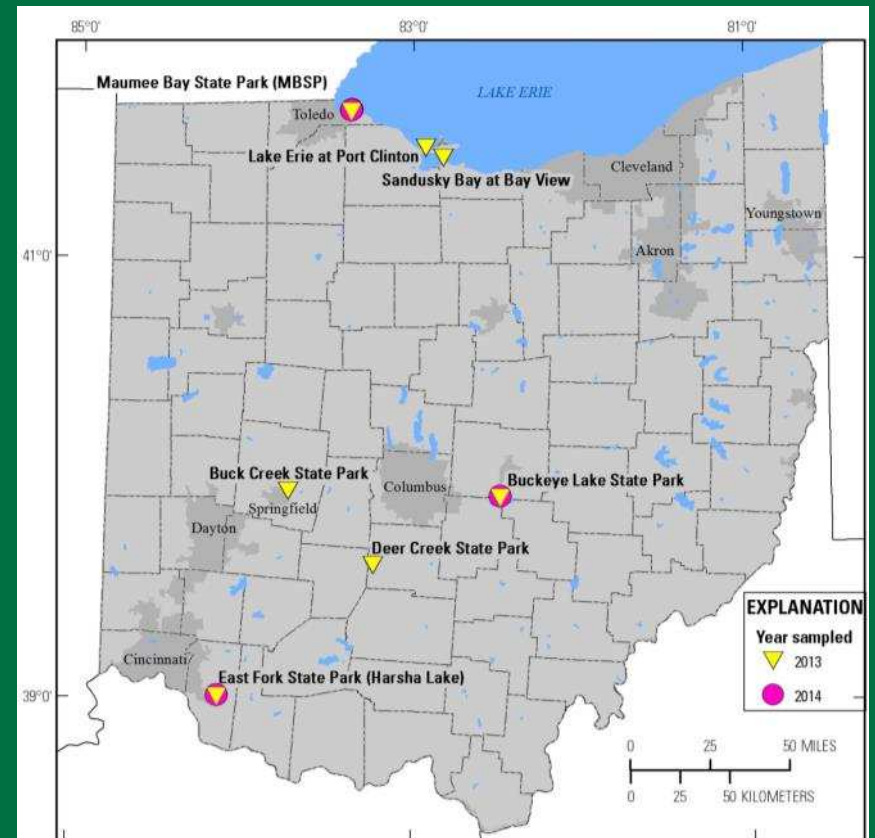 85°0'
83°0'
81°0'
Maumee Bay State Park (MBSP)
LAKE ERIE
Toledo
Lake Erie at Port Clinton
Sandusky Bay at Bay View
Cleveland
Youngstown
41°0'
Akron
Buck Creek State Park
Columbus
Buckeye Lake State Park
Springfield
Dayton
Deer Creek State Park
EXPLANATION
Year sampled
2013
2014
Cincinnati
East Fork State Park (Harsha Lake)
39°0'
0 25 50 MILES
0 25 50 KILOMETERS